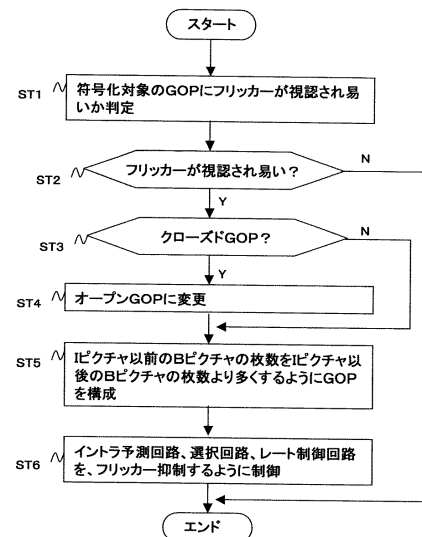 スタート
ST1
符号化対象のGOPにフリッカーが視認され易
いか判定
ST2
フリッカーが視認され易い？
N
Y
ST3
クローズドGOP？
N
Y
ST4
オープンGOPに変更
ST5
Iピクチャ以前のBピクチャの枚数をIピクチャ以
後のBピクチャの枚数より多くするようにGOP
を構成
ST6
イントラ予測回路、選択回路、レート制御回路
を、フリッカー抑制するように制御
エンド